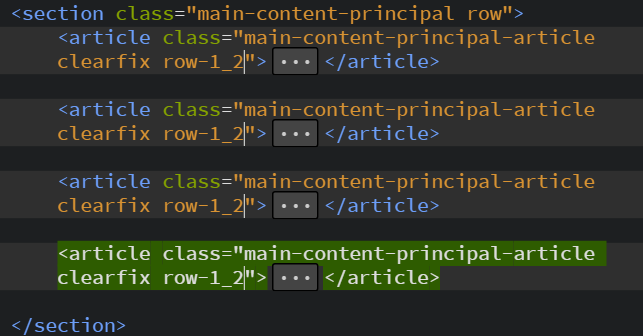 <section class="main-content-principal row">
<article class="main-content-principal-article
clearfix row-1_2">...</article>
<article class="main-content-principal-article
clearfix row-1_2">...</article>
<article class="main-content-principal-article
clearfix row-1_2">...</article>
<article class="main-content-principal-article
clearfix row-1_2">...</article>
</section>